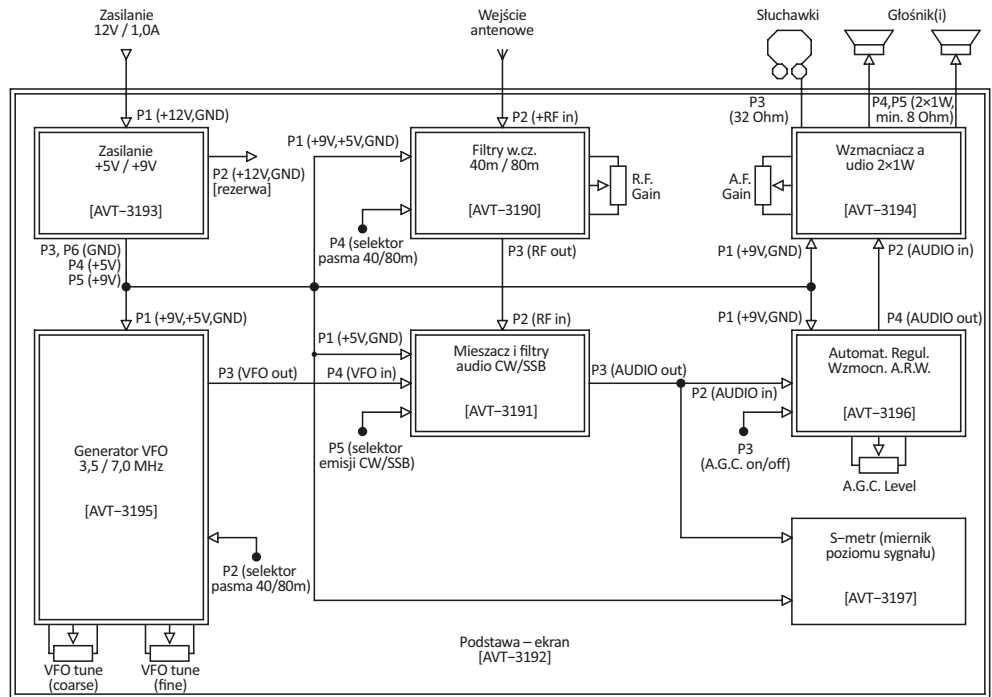 Zasilanie
12V / 1,0A
Wejście
antenowe
Słuchawki
Głośnik(i)
P1 (+12V,GND)
P2 (+RF in)
P3
(32 Ohm)
P4,P5 (2×1W,
min. 8 Ohm)
Zasilanie
+5V / +9V
[AVT–3193]
P2 (+12V,GND)
[rezerwa]
P1 (+9V,+5V,GND)
Filtry w.cz.
40m / 80m
[AVT–3190]
R.F.
Gain
A.F.
Gain
Wzmacniacz a
udio 2×1W
[AVT–3194]
P4 (selektor
pasma 40/80m)
P3, P6 (GND)
P4 (+5V)
P5 (+9V)
P3 (RF out)
P1 (+9V,GND)
P2 (AUDIO in)
P1 (+9V,+5V,GND)
P2 (RF in)
P1 (+9V,GND)
P4 (AUDIO out)
P1 (+5V,GND)
Mieszacz i filtry
audio CW/SSB
[AVT–3191]
Automat. Regul.
Wzmocn. A.R.W.
[AVT–3196]
P3 (VFO out)
P4 (VFO in)
P3 (AUDIO out)
P2 (AUDIO in)
P5 (selektor
emisji CW/SSB)
P3
(A.G.C. on/off)
A.G.C. Level
Generator VFO
3,5 / 7,0 MHz
[AVT–3195]
P2 (selektor
pasma 40/80m)
S–metr (miernik
poziomu sygnału)
[AVT–3197]
Podstawa – ekran
[AVT–3192]
VFO tune
(coarse)
VFO tune
(fine)